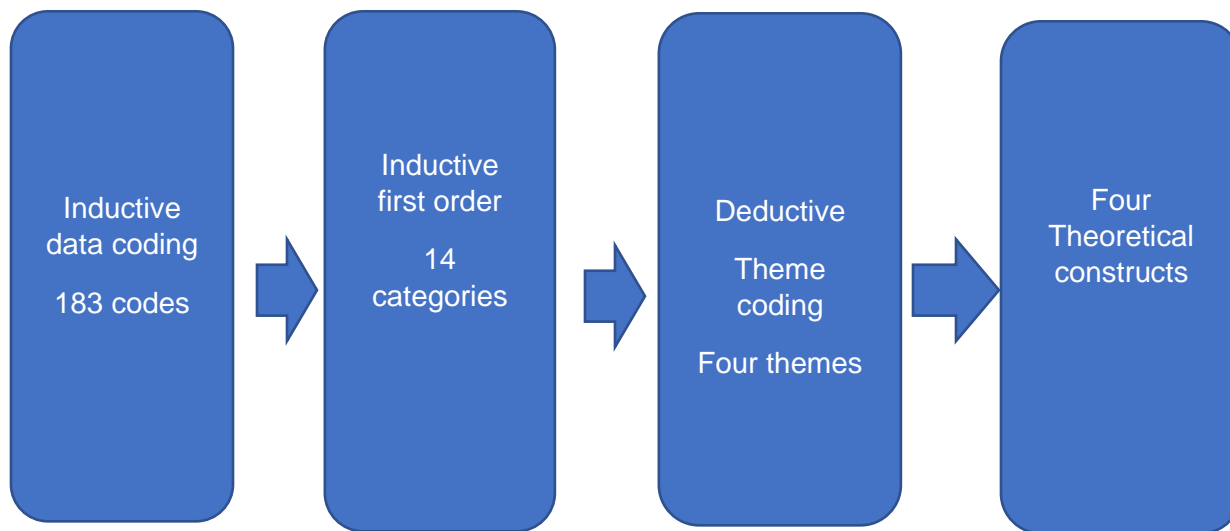 Inductive
data coding
183 codes
Inductive
first order
14
categories
Deductive
Theme
coding
Four themes
Four
Theoretical
constructs